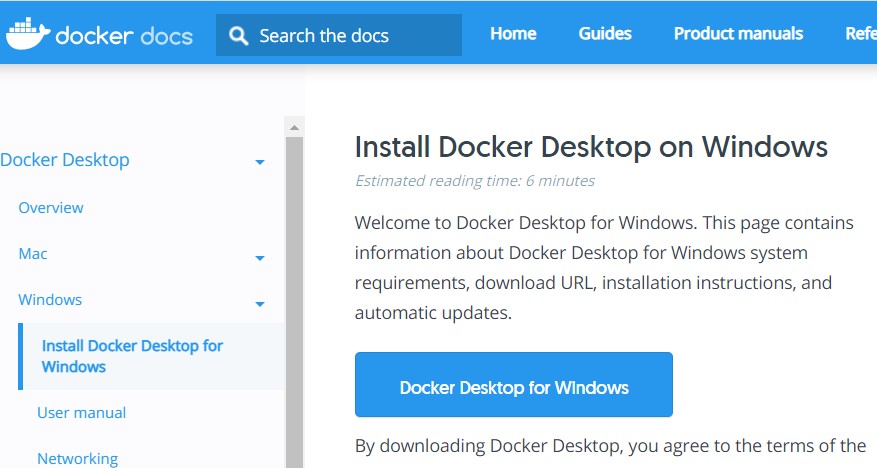 docker docs
Search the docs
Home
Guides
Product manuals
Refe
Docker Desktop
Overview
Mac
Windows
Install Docker Desktop for
Windows
User manual
Networking
Install Docker Desktop on Windows
Estimated reading time: 6 minutes
Welcome to Docker Desktop for Windows. This page contains
information about Docker Desktop for Windows system
requirements, download URL, installation instructions, and
automatic updates.
Docker Desktop for Windows
By downloading Docker Desktop, you agree to the terms of the